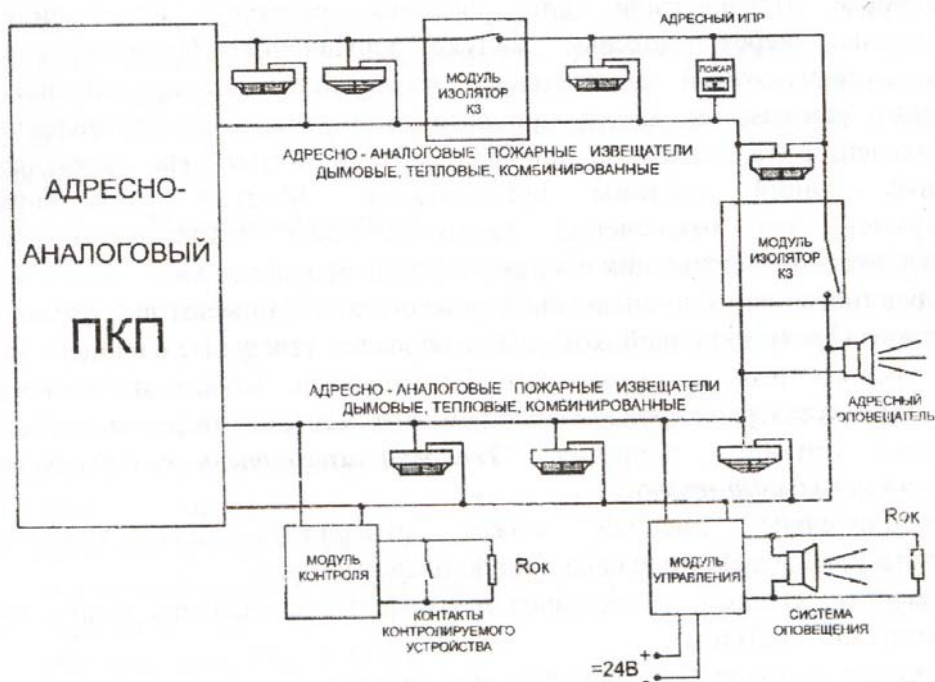 АДРЕСНЫЙ ИПР
ПОЖАР
МОДУЛЬ
ИЗОЛЯТОР
КЗ
АДРЕСНО - АНАЛОГОВЫЕ ПОЖАРНЫЕ ИЗВЕЩАТЕЛИ
ДЫМОВЫЕ, ТЕПЛОВЫЕ, КОМБИНИРОВАННЫЕ
АДРЕСНО-
АНАЛОГОВЫЙ
ПКП
МОДУЛЬ
ИЗОЛЯТОР
КЗ
АДРЕСНО - АНАЛОГОВЫЕ ПОЖАРНЫЕ ИЗВЕЩАТЕЛИ
ДЫМОВЫЕ, ТЕПЛОВЫЕ, КОМБИНИРОВАННЫЕ
АДРЕСНЫЙ
ОПОВЕЩАТЕЛЬ
МОДУЛЬ
КОНТРОЛЯ
Rок
КОНТАКТЫ
КОНТРОЛИРУЕМОГО
УСТРОЙСТВА
МОДУЛЬ
УПРАВЛЕНИЯ
Rок
СИСТЕМА
ОПОВЕЩЕНИЯ
=24В
+
-